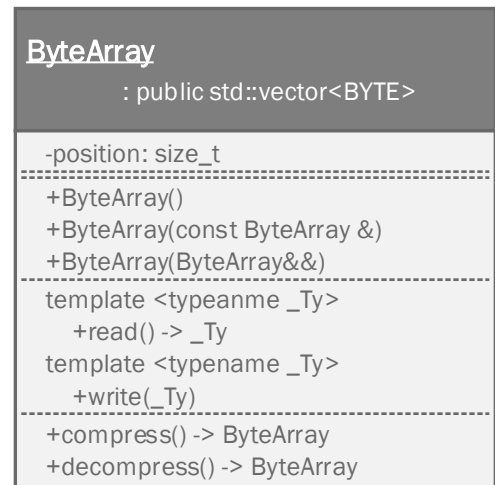 ByteArray
: public std::vector<BYTE>
-position: size_t
+ByteArray()
+ByteArray(const ByteArray &)
+ByteArray(ByteArray&&)
template <typeanme _Ty>
+read() -> _Ty
template <typename _Ty>
+write(_Ty)
+compress() -> ByteArray
+decompress() -> ByteArray